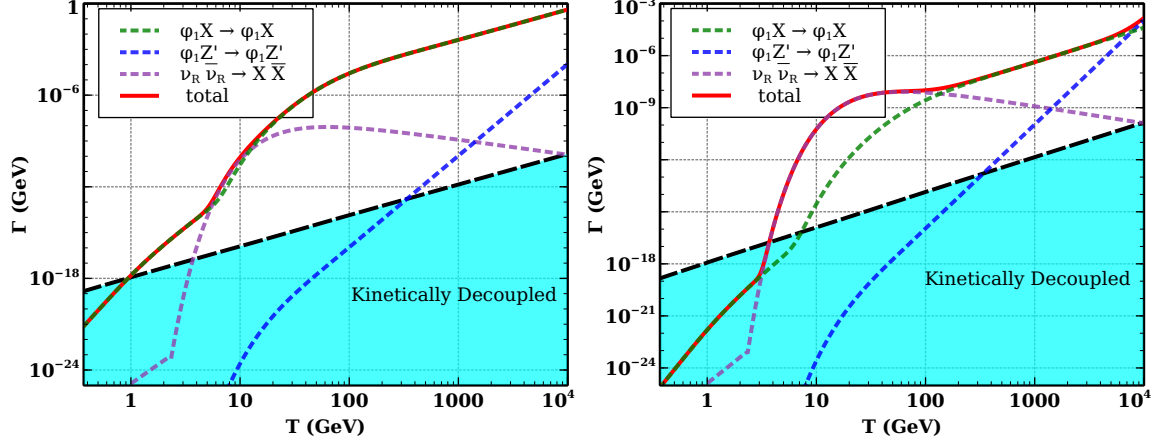 φ₁X → φ₁X
φ₁Z' → φ₁Z'
ν_R ν̅_R → X X̅
total
1
10⁻⁶
10⁻¹⁸
10⁻²⁴
Γ (GeV)
Kinetically Decoupled
1 10 100 1000 10⁴
T (GeV)
φ₁X → φ₁X
φ₁Z' → φ₁Z'
ν_R ν̅_R → X X̅
total
10⁻³
10⁻⁶
10⁻⁹
10⁻¹⁸
10⁻²¹
10⁻²⁴
Γ (GeV)
Kinetically Decoupled
1 10 100 1000 10⁴
T (GeV)